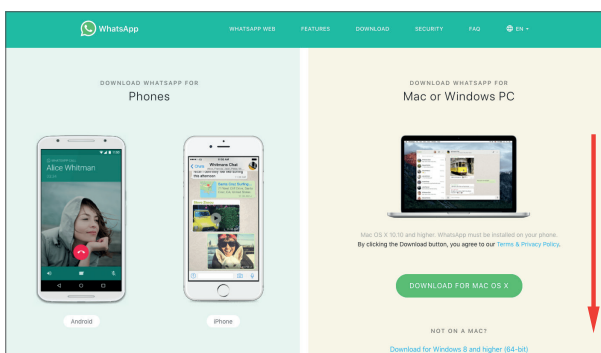 WhatsApp
WHATSAPP WEB FEATURES DOWNLOAD SECURITY FAQ EN
DOWNLOAD WHATSAPP FOR
Phones
Alice Whitman
Android
iPhone
DOWNLOAD WHATSAPP FOR
Mac or Windows PC
Mac OS X 10.10 and higher. WhatsApp must be installed on your phone.
By clicking the Download button, you agree to our Terms & Privacy Policy.
DOWNLOAD FOR MAC OS X
NOT ON A MAC?
Download for Windows 8 and higher (64-bit)